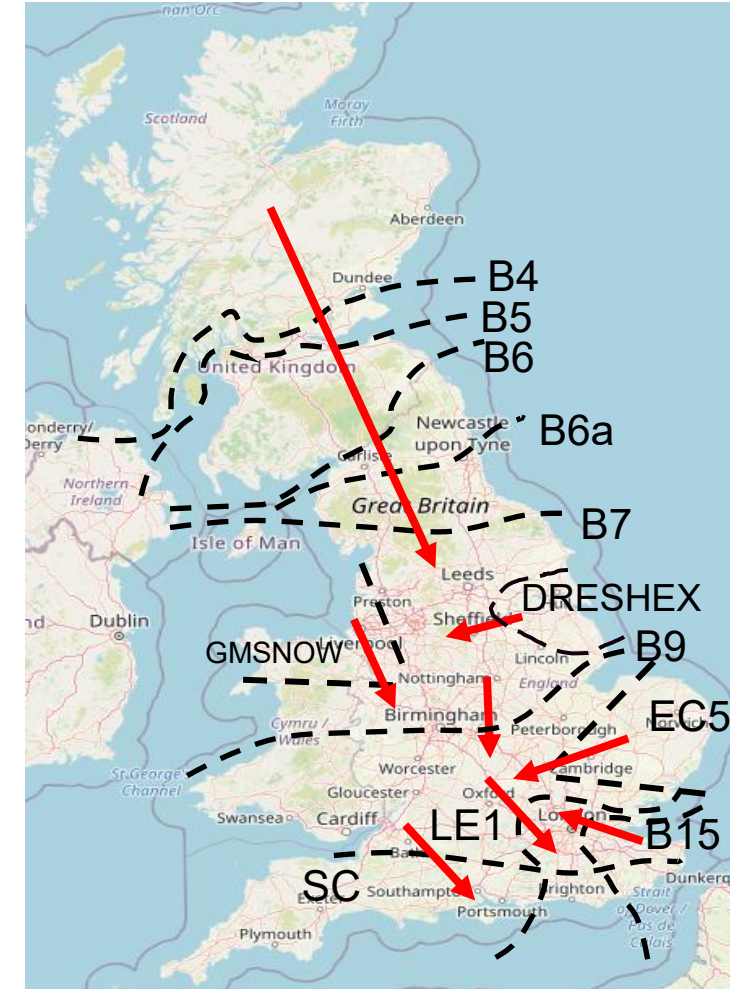 nan-Orc
Moray
Firth
Scotland
Aberdeen
Dundee
B4
B5
United Kingdom
B6
onderry/
Derry
Newcastle
upon Tyne
B6a
Carlisle
Northern
Ireland
Great Britain
B7
Isle of Man
Leeds
Preston
DRESHEX
Sheffield
nd
Dublin
Liverpool
GMSNOW
Lincoln
B9
Nottingham
England
EC5
Norwich
Birmingham
Cymru /
Wales
Peterborough
St George's
Channel
Worcester
Cambridge
Gloucester
Oxford
Swansea
Cardiff
LE1
London
B15
Bath
SC
Exeter
Southampton
Brighton
Portsmouth
Strait
of Dover /
Pas de
Calais
Dunkerq
Plymouth